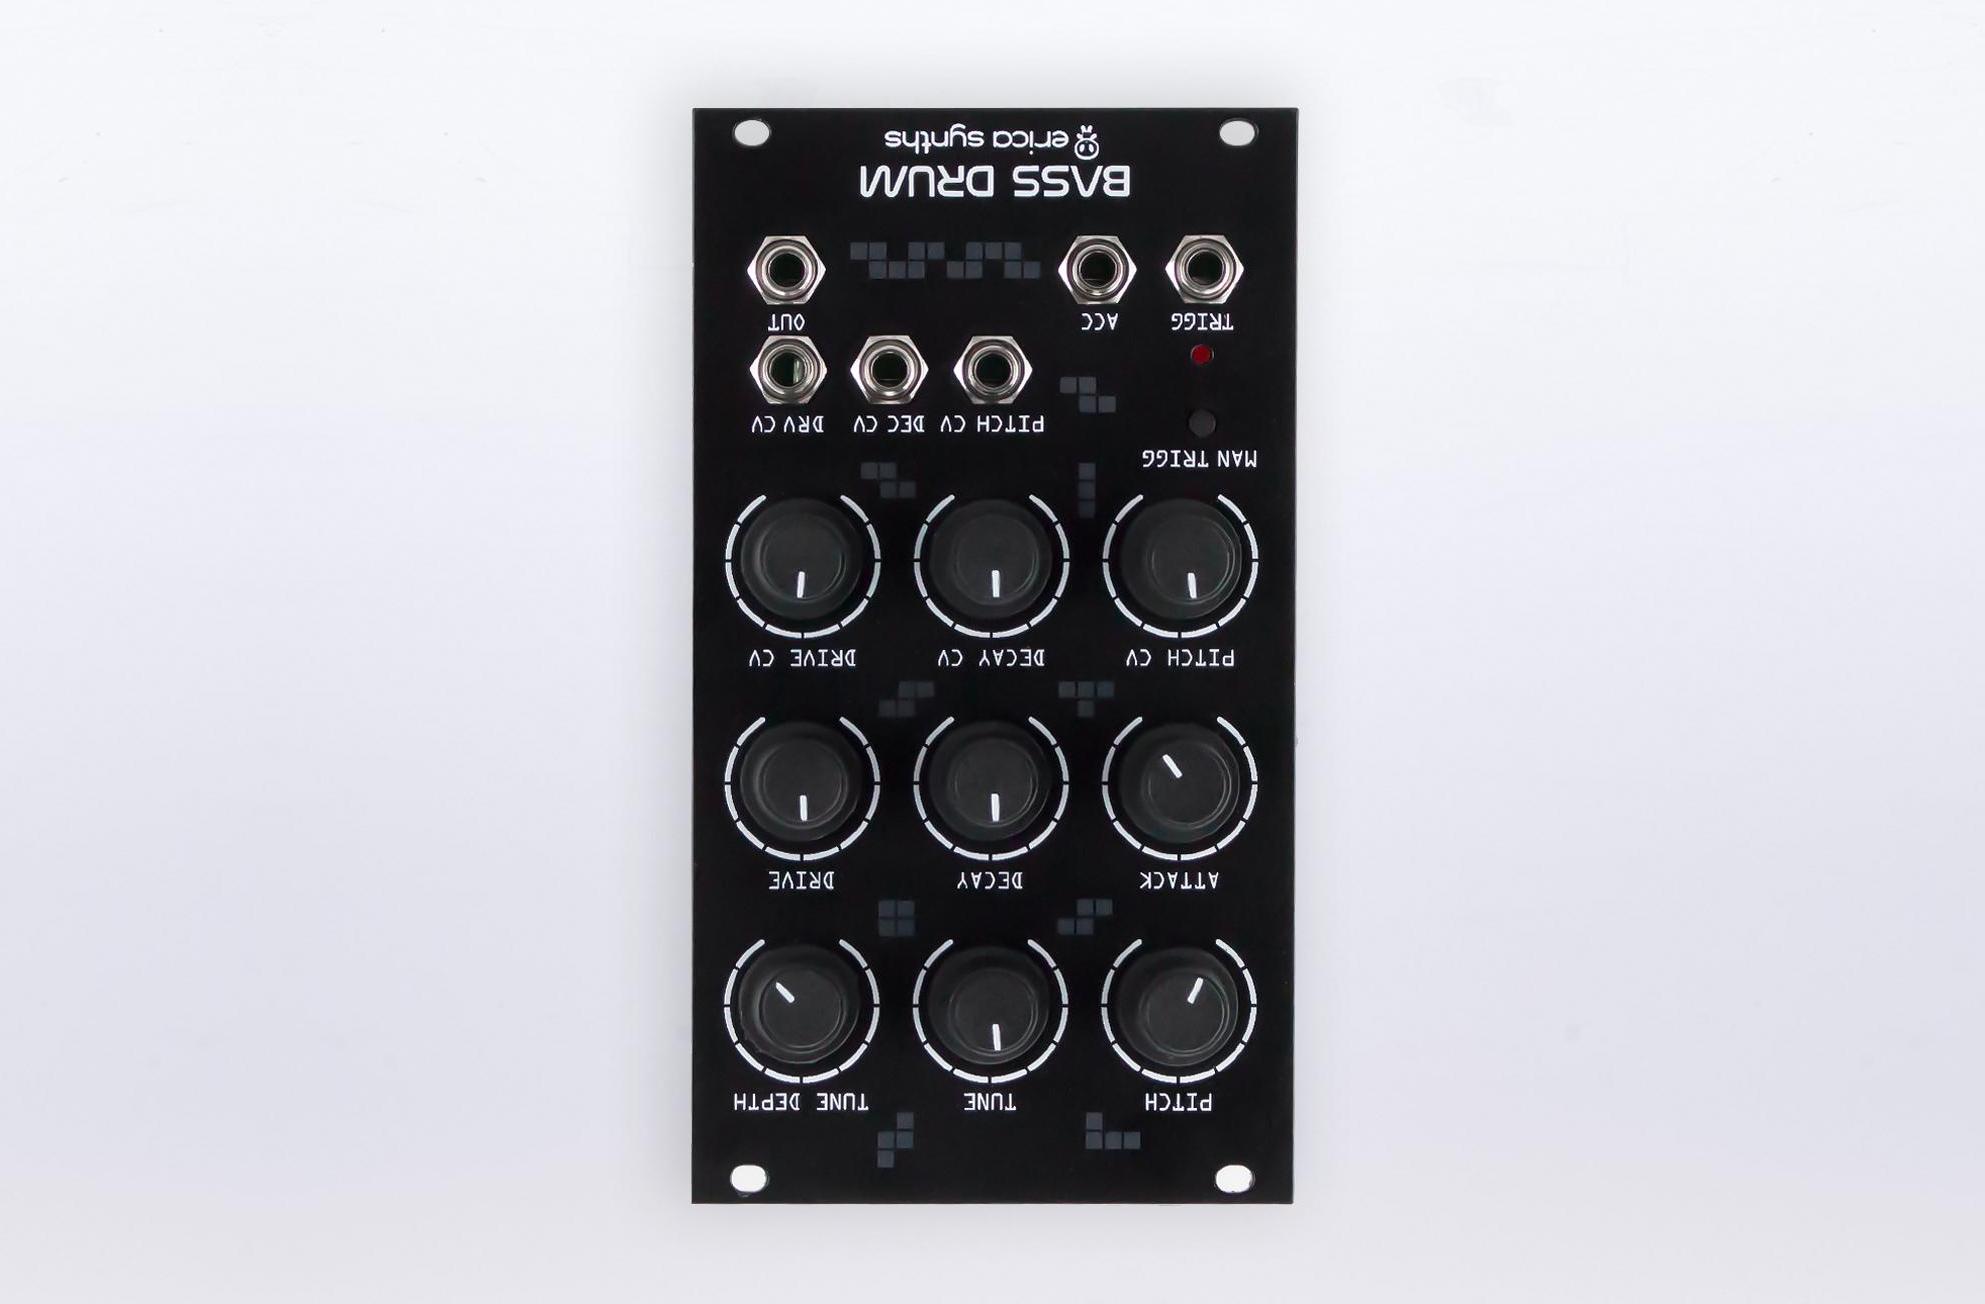 PITCH TUNE TUNE DEPTH
ATTACK DECAY DRIVE
PITCH CV DECAY CV DRIVE CV
MAN TRIGG
PITCH CV DEC CV DRV CV
TRIGG ACC OUT
BASS DRUM
erica synths